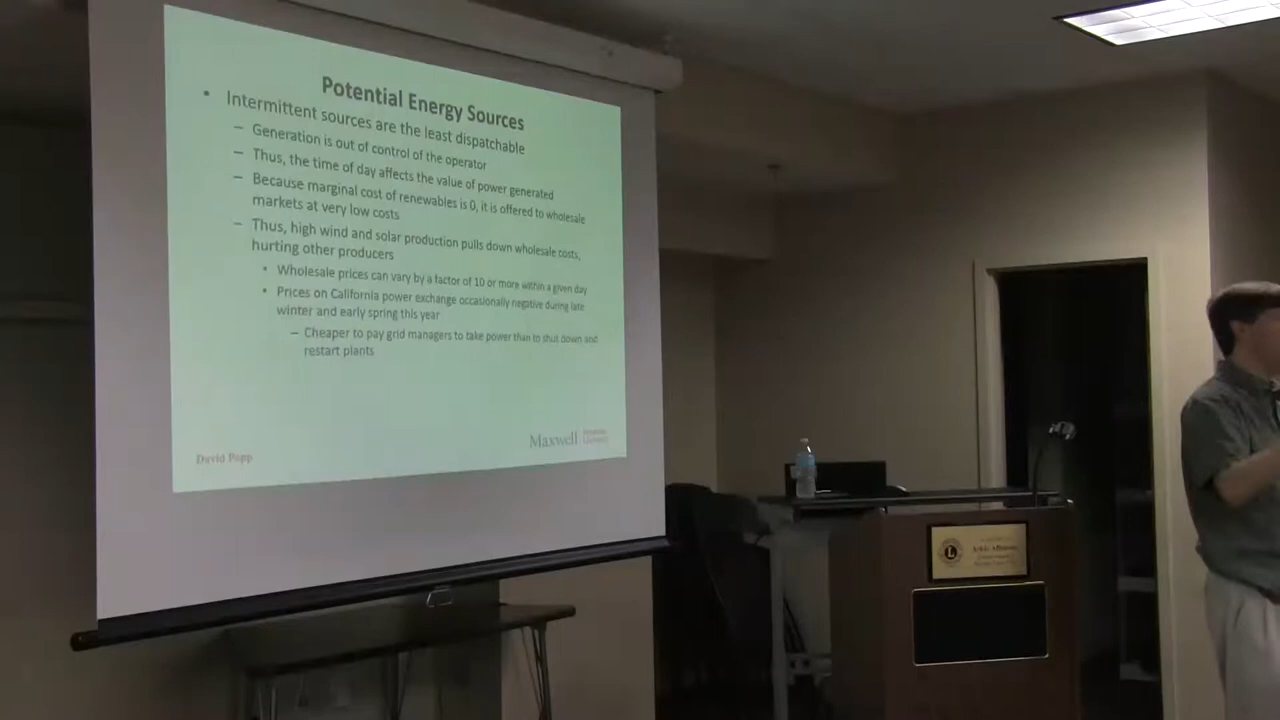 Potential Energy Sources
• Intermittent sources are the least dispatchable
– Generation is out of control of the operator
– Thus, the time of day affects the value of power generated
– Because marginal cost of renewables is 0, it is offered to wholesale
markets at very low costs
– Thus, high wind and solar production pulls down wholesale costs,
hurting other producers
• Wholesale prices can vary by a factor of 10 or more within a given day
• Prices on California power exchange occasionally negative during late
winter and early spring this year
– Cheaper to pay grid managers to take power than to shut down and
restart plants
David Popp
Maxwell
L